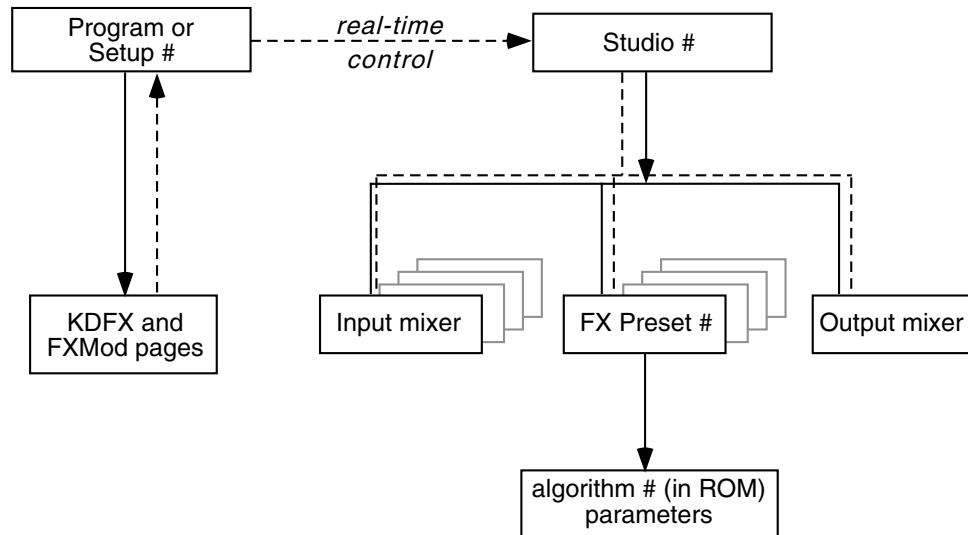 Program or
Setup #
real-time
control
Studio #
KDFX and
FXMod pages
Input mixer
FX Preset #
Output mixer
algorithm # (in ROM)
parameters